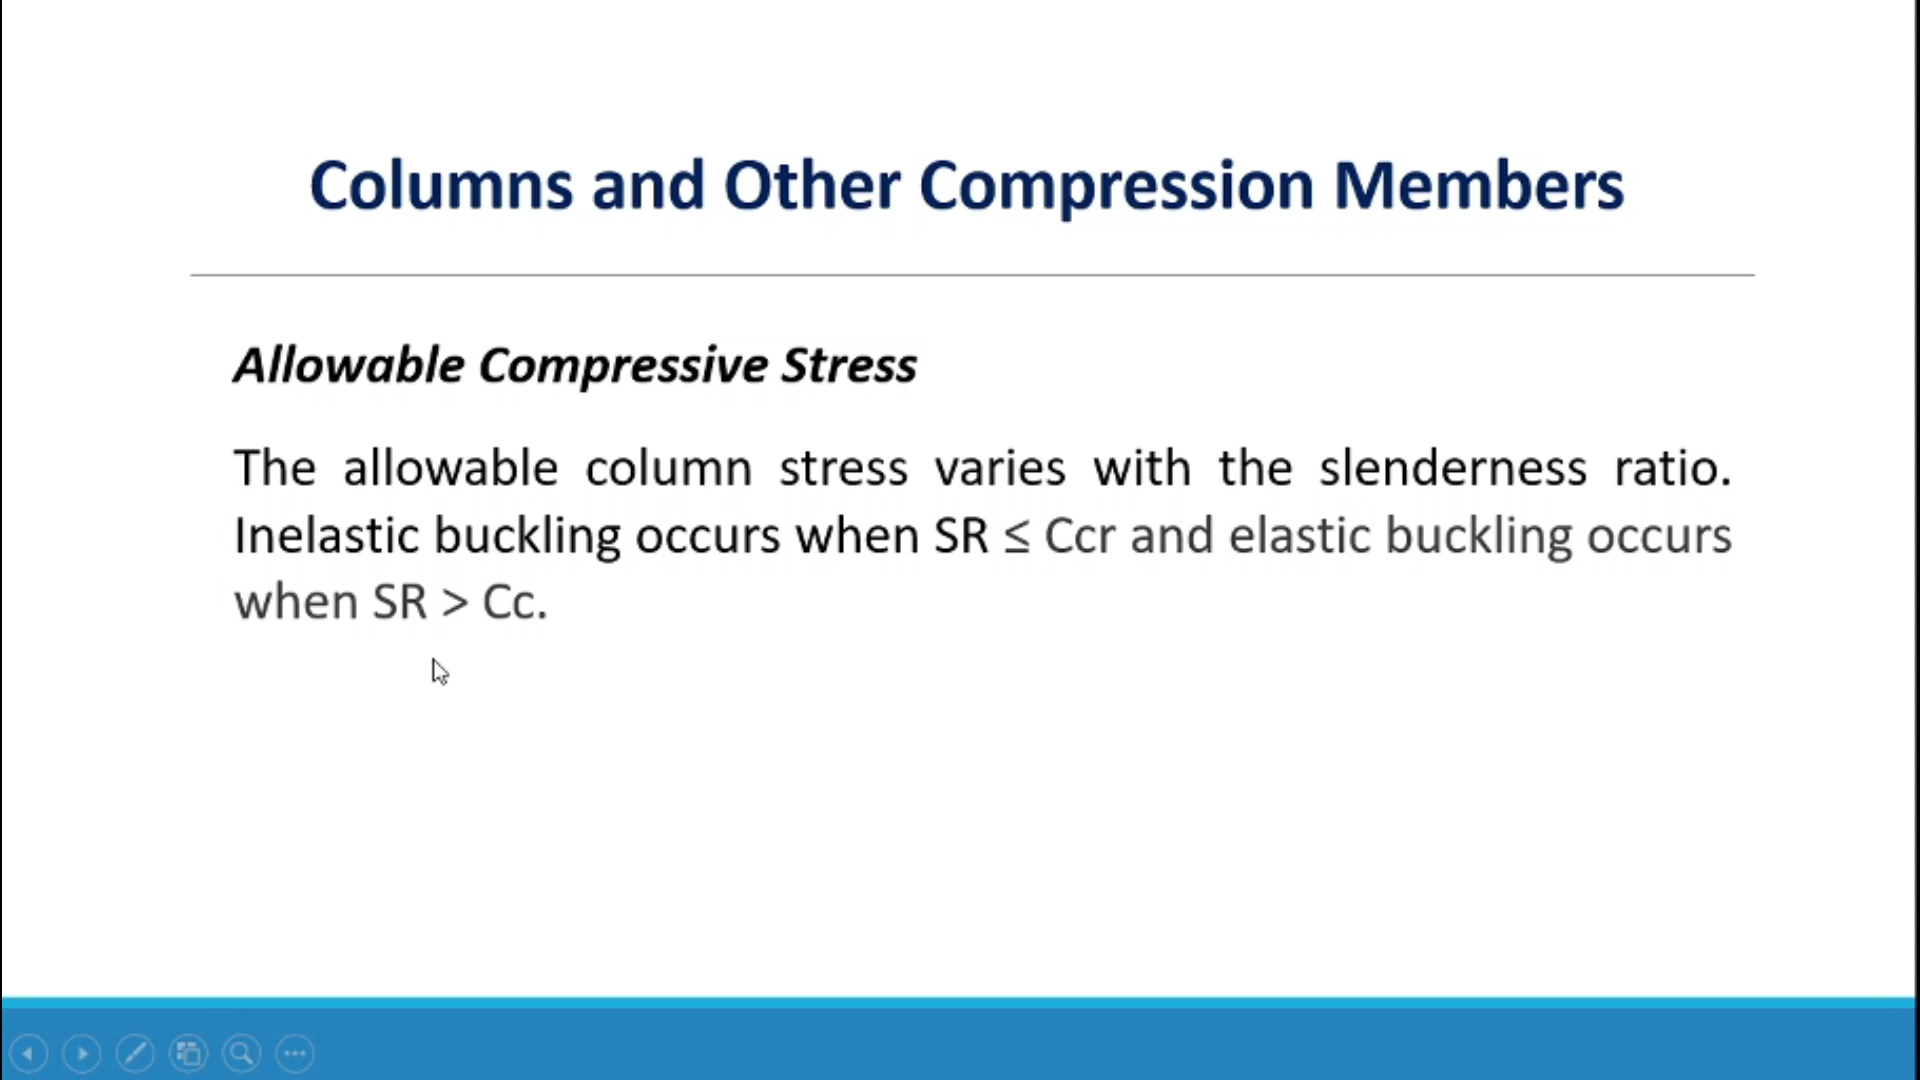 Columns and Other Compression Members
Allowable Compressive Stress
The allowable column stress varies with the slenderness ratio.
Inelastic buckling occurs when SR ≤ Ccr and elastic buckling occurs
when SR > Cc.